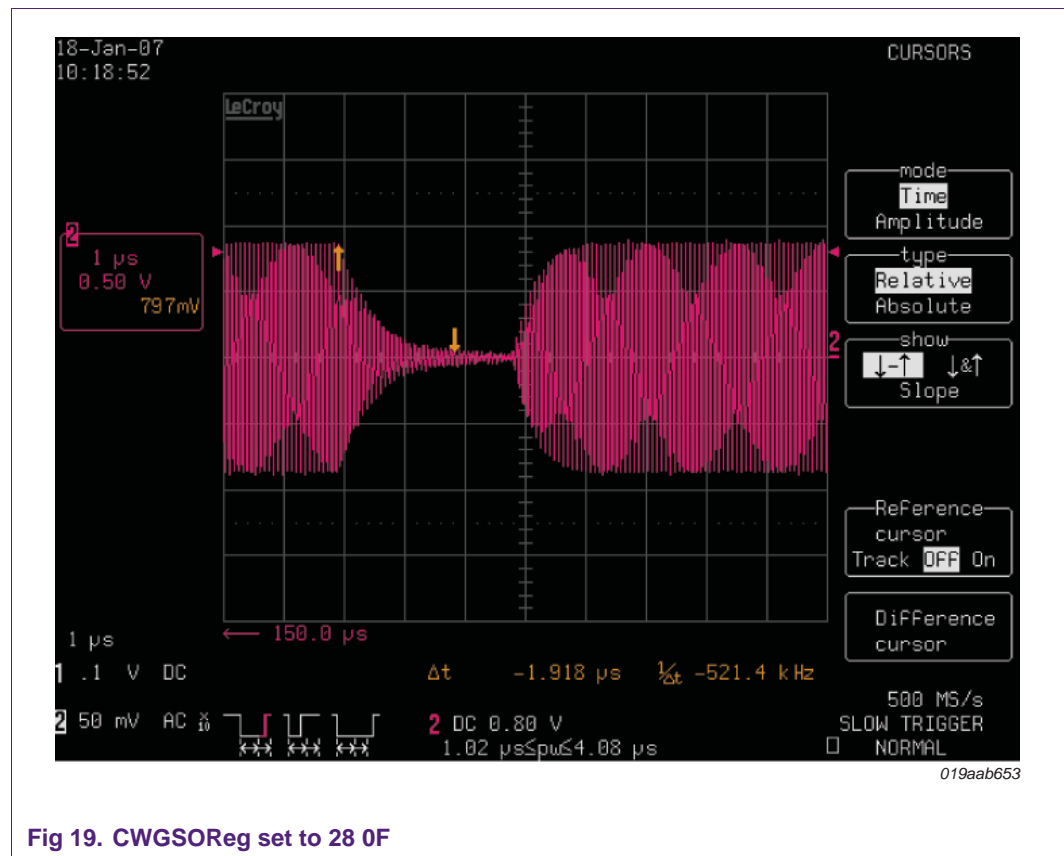 18-Jan-07
10:18:52
CURSORS
LeCroy
mode
Time
Amplitude
2
1 µs
0.50 V
797mV
type
Relative
Absolute
2
show
↓-↑ ↓&↑
Slope
Reference
cursor
Track OFF On
Difference
cursor
← 150.0 µs
1 µs
1 .1 V DC
Δt -1.918 µs 1/Δt -521.4 kHz
2 50 mV AC X10
2 DC 0.80 V
1.02 µs≤pw≤4.08 µs
500 MS/s
SLOW TRIGGER
NORMAL
019aab653
Fig 19. CWGSOReg set to 28 0F